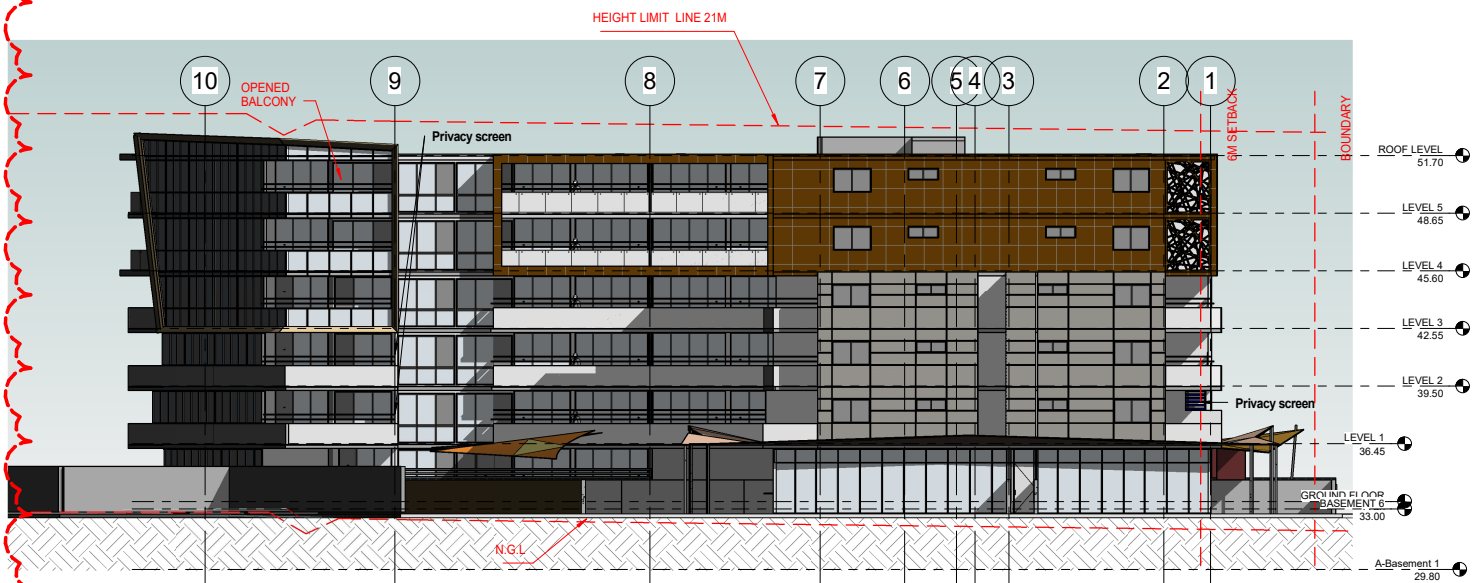 HEIGHT LIMIT LINE 21M
10
9
8
7
6
5
4
3
2
1
OPENED
BALCONY
Privacy screen
6M SETBACK
BOUNDARY
ROOF LEVEL
51.70
LEVEL 5
48.65
LEVEL 4
45.60
LEVEL 3
42.55
LEVEL 2
39.50
Privacy screen
LEVEL 1
36.45
GROUND FLOOR
BASEMENT 6
33.00
N.G.L
A-Basement 1
29.80